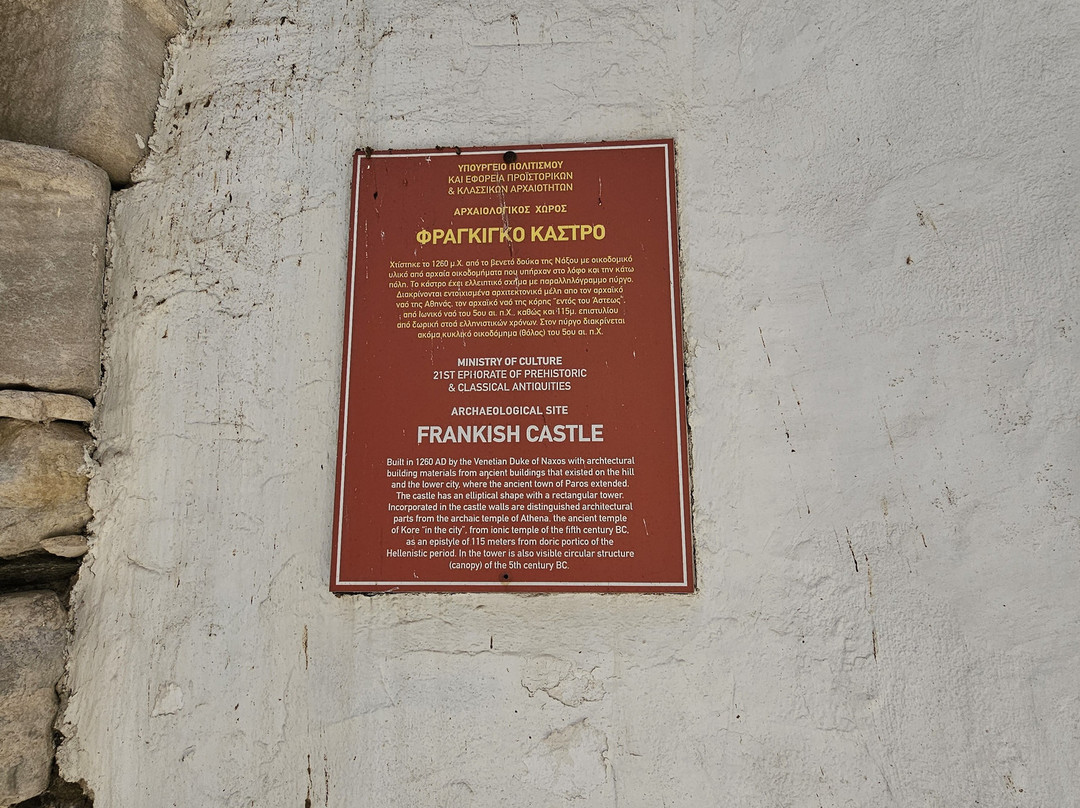 ΥΠΟΥΡΓΕΙΟ ΠΟΛΙΤΙΣΜΟΥ
ΚΑΙ ΕΦΟΡΕΙΑ ΠΡΟΪΣΤΟΡΙΚΩΝ
& ΚΛΑΣΣΙΚΩΝ ΑΡΧΑΙΟΤΗΤΩΝ
ΑΡΧΑΙΟΛΟΓΙΚΟΣ ΧΩΡΟΣ
ΦΡΑΓΚΙΓΚΟ ΚΑΣΤΡΟ
Χτίστηκε το 1260 μ.Χ. από το βενετό δούκα της Νάξου με οικοδομικό
υλικό από αρχαία οικοδομήματα που υπήρχαν στο λόφο και την κάτω
πόλη. Το κάστρο έχει ελλειπτικό σχήμα με παραλληλόγραμμο πύργο.
Διακρίνονται εντοιχισμένα αρχιτεκτονικά μέλη απο τον αρχαϊκό
ναό της Αθηνάς, τον αρχαϊκό ναό της κόρης "εντός του Άστεως",
από Ιωνικό ναό του 5ου αι. π.Χ., καθώς και 115μ. επιστυλίου
από δωρική στοά ελληνιστικών χρόνων. Στον πύργο διακρίνεται
ακόμα κυκλικό οικοδόμημα (θόλος) του 5ου αι. π.Χ.
MINISTRY OF CULTURE
21ST EPHORATE OF PREHISTORIC
& CLASSICAL ANTIQUITIES
ARCHAEOLOGICAL SITE
FRANKISH CASTLE
Built in 1260 AD by the Venetian Duke of Naxos with archtectural
building materials from ancient buildings that existed on the hill
and the lower city, where the ancient town of Paros extended.
The castle has an elliptical shape with a rectangular tower.
Incorporated in the castle walls are distinguished architectural
parts from the archaic temple of Athena, the ancient temple
of Kore "in the city", from ionic temple of the fifth century BC,
as an epistyle of 115 meters from doric portico of the
Hellenistic period. In the tower is also visible circular structure
(canopy) of the 5th century BC.